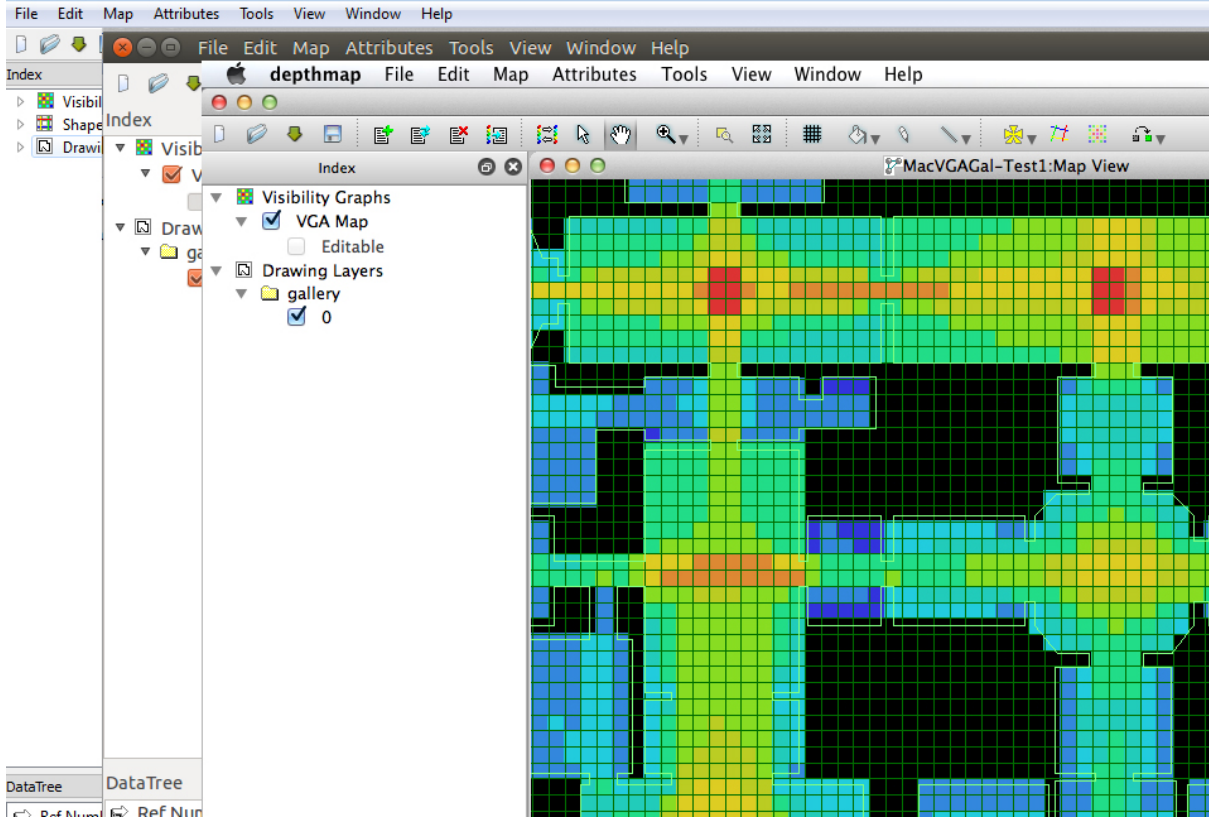 File Edit Map Attributes Tools View Window Help
File Edit Map Attributes Tools View Window Help
depthmap File Edit Map Attributes Tools View Window Help
Index
Visibil
Shape
Drawi
Index
Visib
V
Draw
ga
Index
MacVGAGal-Test1:Map View
Visibility Graphs
VGA Map
Editable
Drawing Layers
gallery
0
DataTree
DataTree
Ref Num